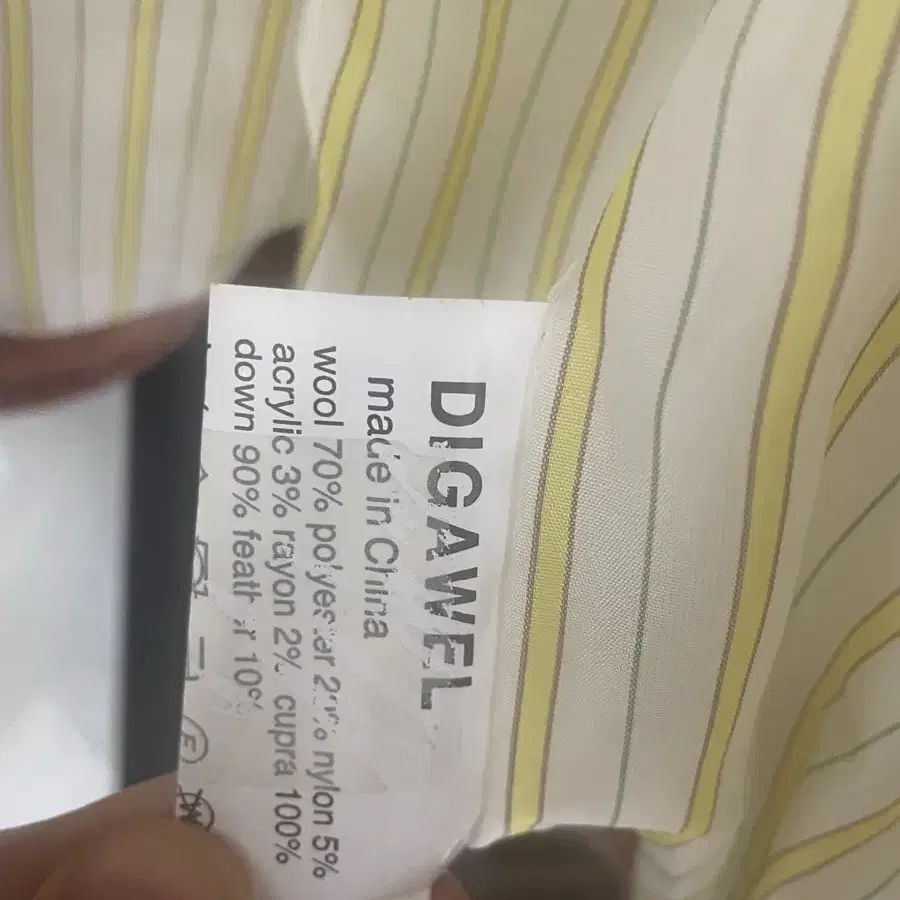 DIGAWEL
made in China
wool 70% polyester 20% nylon 5%
acrylic 3% rayon 2% cupra 100%
down 90% feather 10%
F
W